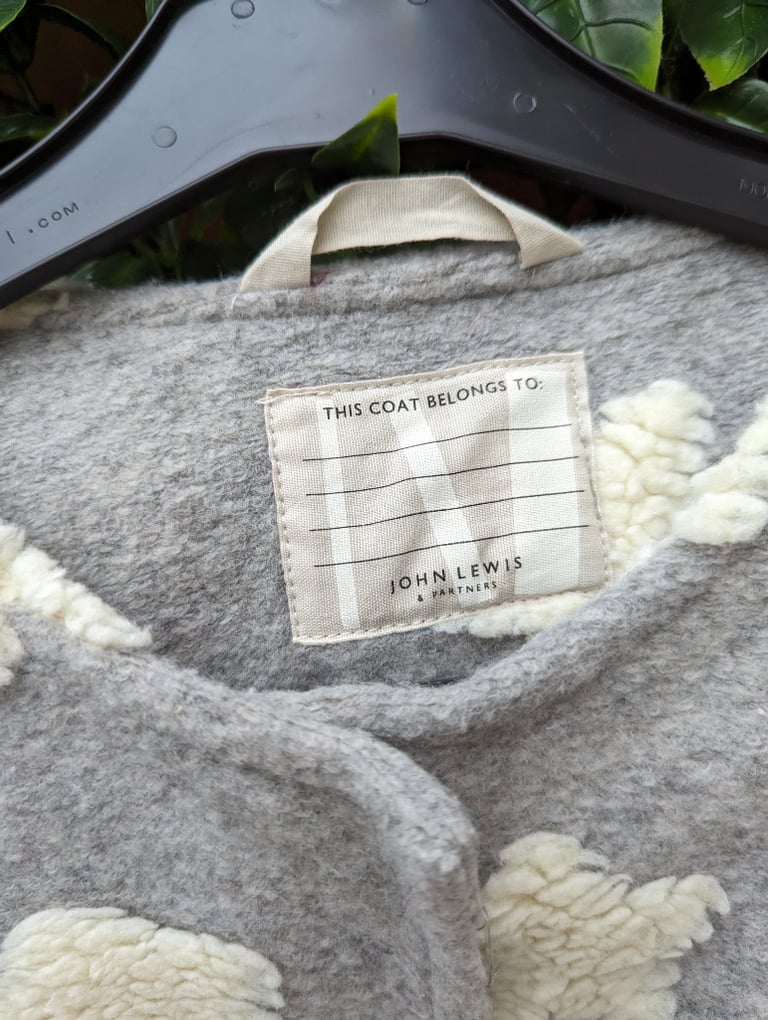 .COM
THIS COAT BELONGS TO:
JOHN LEWIS
& PARTNERS